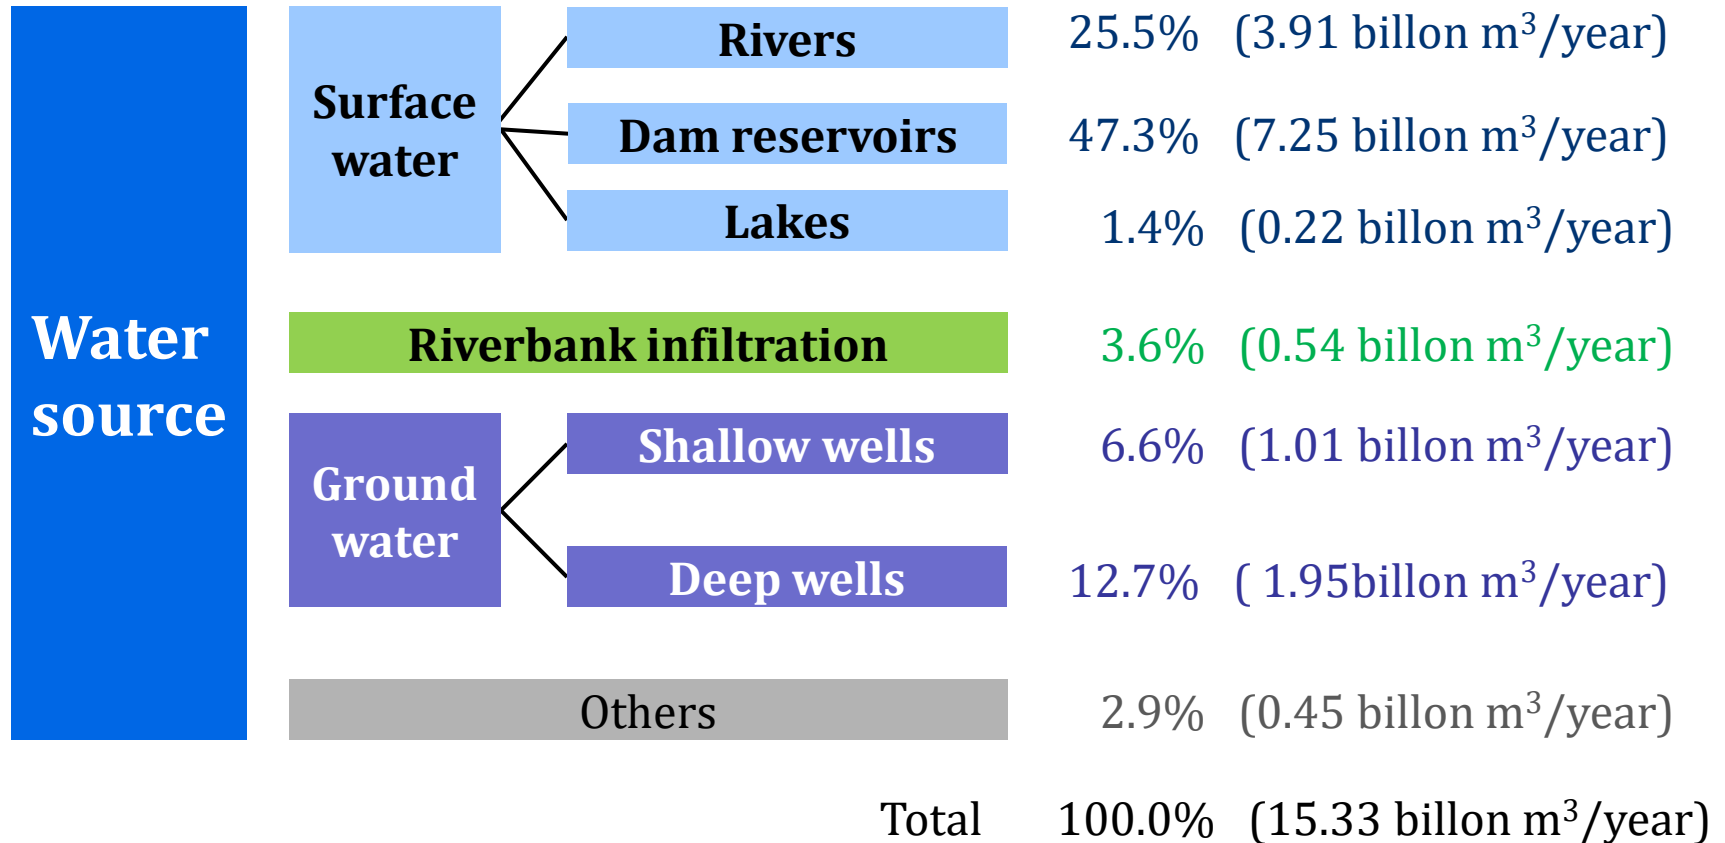 Water
source
Surface
water
Rivers 25.5% (3.91 billon m³/year)
Dam reservoirs 47.3% (7.25 billon m³/year)
Lakes 1.4% (0.22 billon m³/year)
Riverbank infiltration 3.6% (0.54 billon m³/year)
Ground
water
Shallow wells 6.6% (1.01 billon m³/year)
Deep wells 12.7% ( 1.95billon m³/year)
Others 2.9% (0.45 billon m³/year)
Total 100.0% (15.33 billon m³/year)